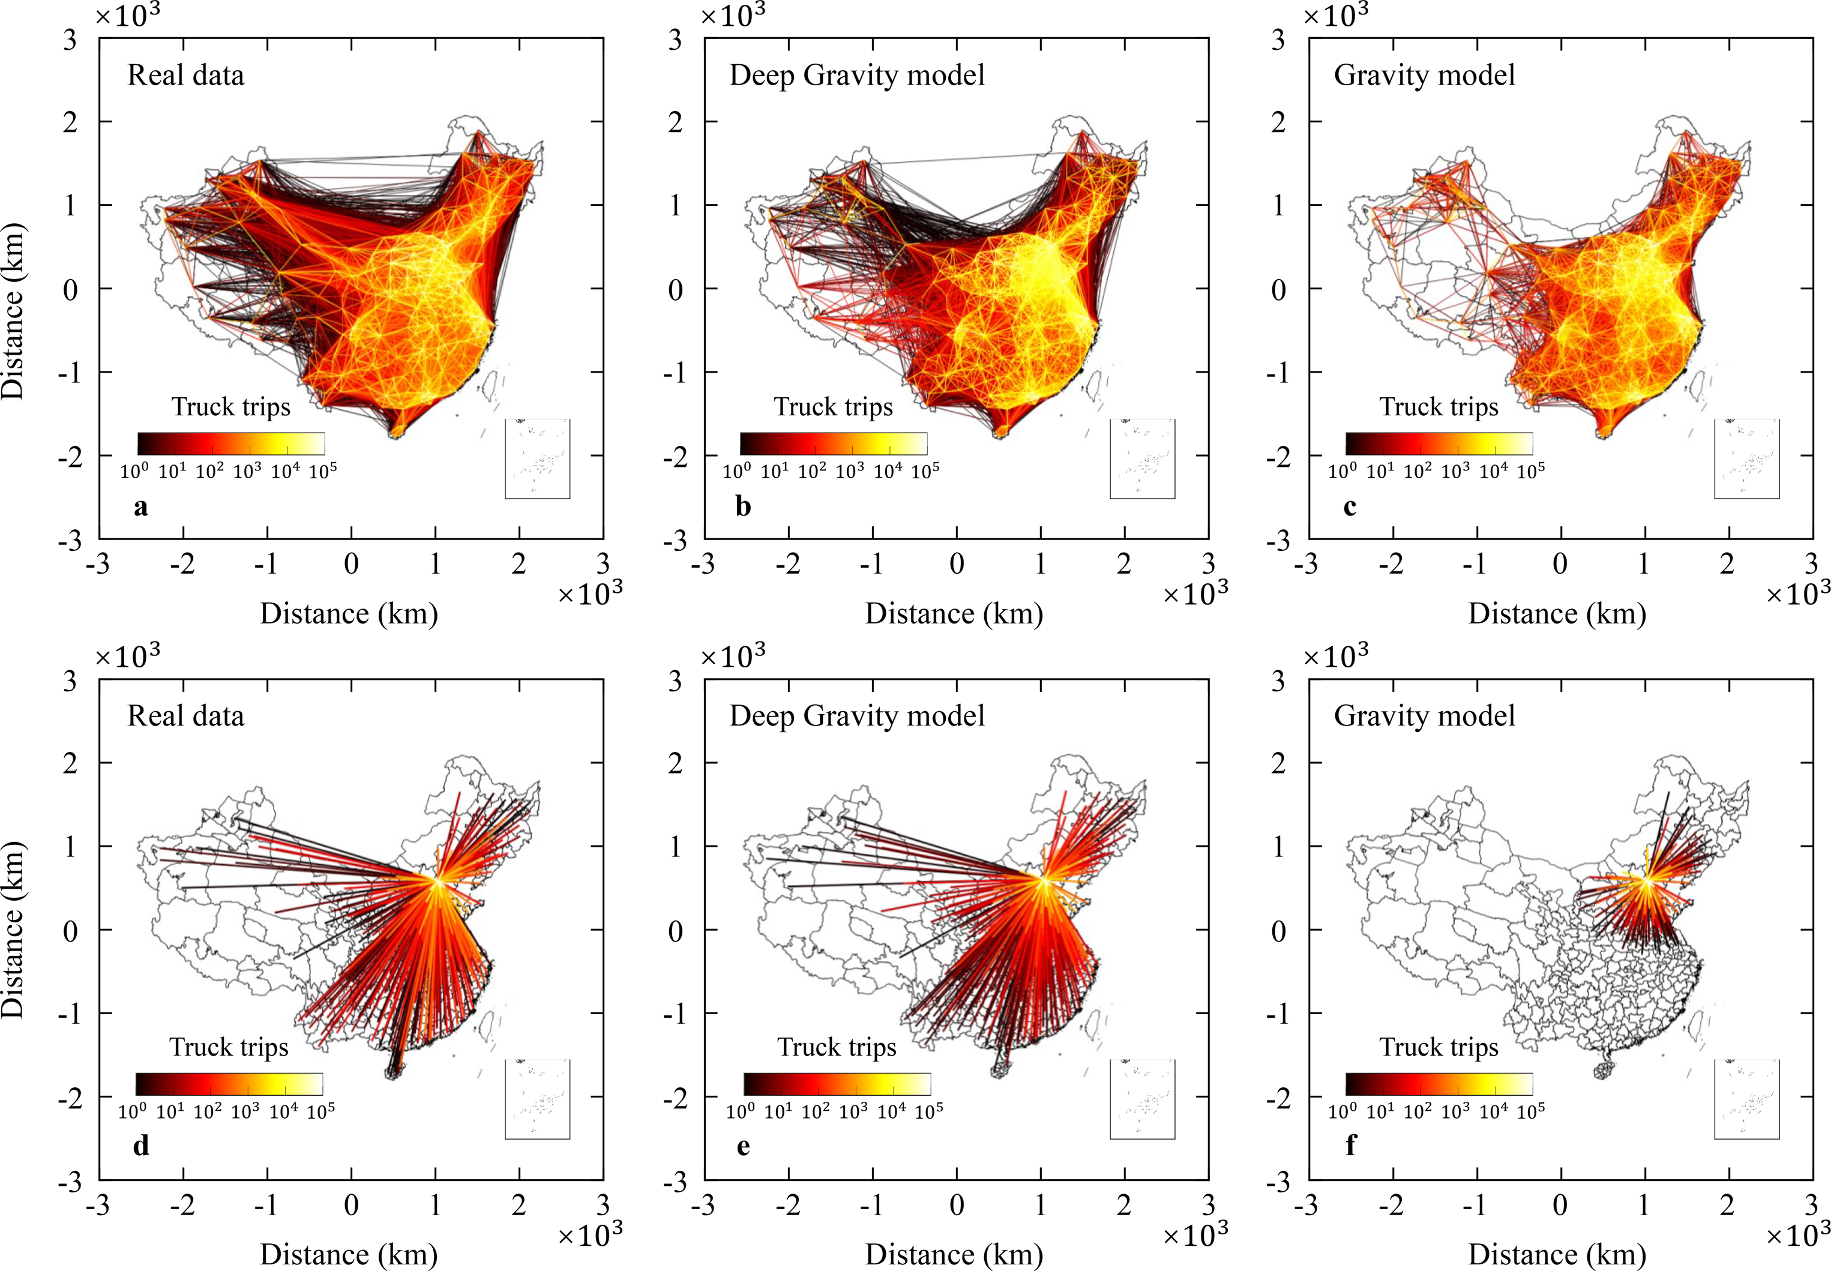 ×10³ ×10³ ×10³
3 3 3
Real data Deep Gravity model Gravity model
2 2 2
1 1 1
0 0 0
Distance (km)
-1 -1 -1
Truck trips Truck trips Truck trips
-2 -2 -2
10⁰ 10¹ 10² 10³ 10⁴ 10⁵ 10⁰ 10¹ 10² 10³ 10⁴ 10⁵ 10⁰ 10¹ 10² 10³ 10⁴ 10⁵
a b c
-3 -3 -3
-3 -2 -1 0 1 2 3 -3 -2 -1 0 1 2 3 -3 -2 -1 0 1 2 3
×10³ ×10³ ×10³
Distance (km) Distance (km) Distance (km)
×10³ ×10³ ×10³
3 3 3
Real data Deep Gravity model Gravity model
2 2 2
1 1 1
0 0 0
Distance (km)
-1 -1 -1
Truck trips Truck trips Truck trips
-2 -2 -2
10⁰ 10¹ 10² 10³ 10⁴ 10⁵ 10⁰ 10¹ 10² 10³ 10⁴ 10⁵ 10⁰ 10¹ 10² 10³ 10⁴ 10⁵
d e f
-3 -3 -3
-3 -2 -1 0 1 2 3 -3 -2 -1 0 1 2 3 -3 -2 -1 0 1 2 3
×10³ ×10³ ×10³
Distance (km) Distance (km) Distance (km)